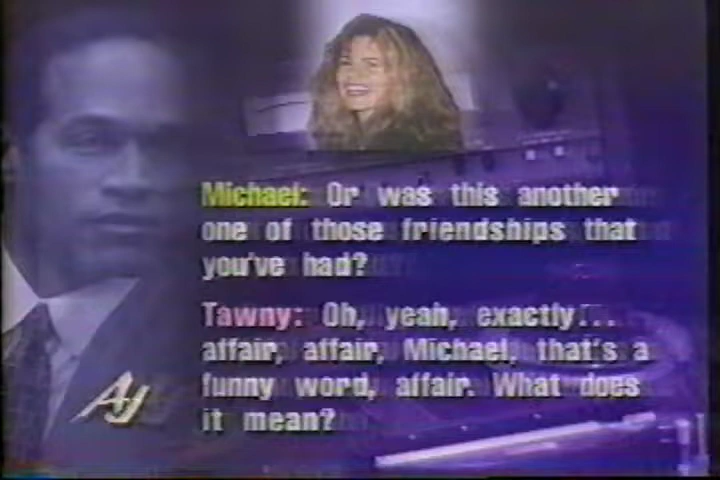 Michael: Or was this another
one of those friendships that
you've had?
Tawny: Oh, yeah, exactly...
affair, affair, Michael, that's a
funny word, affair. What does
it mean?
AJ